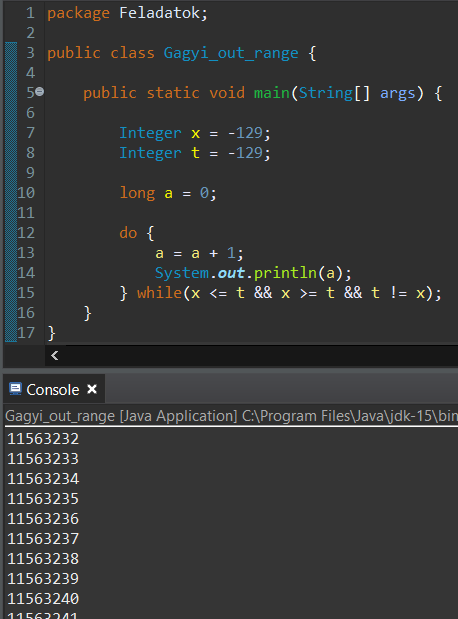 1 package Feladatok;
2
3 public class Gagyi_out_range {
4
5 public static void main(String[] args) {
6
7 Integer x = -129;
8 Integer t = -129;
9
10 long a = 0;
11
12 do {
13 a = a + 1;
14 System.out.println(a);
15 } while(x <= t && x >= t && t != x);
16 }
17 }
Console
Gagyi_out_range [Java Application] C:\Program Files\Java\jdk-15\bin
11563232
11563233
11563234
11563235
11563236
11563237
11563238
11563239
11563240
11563241